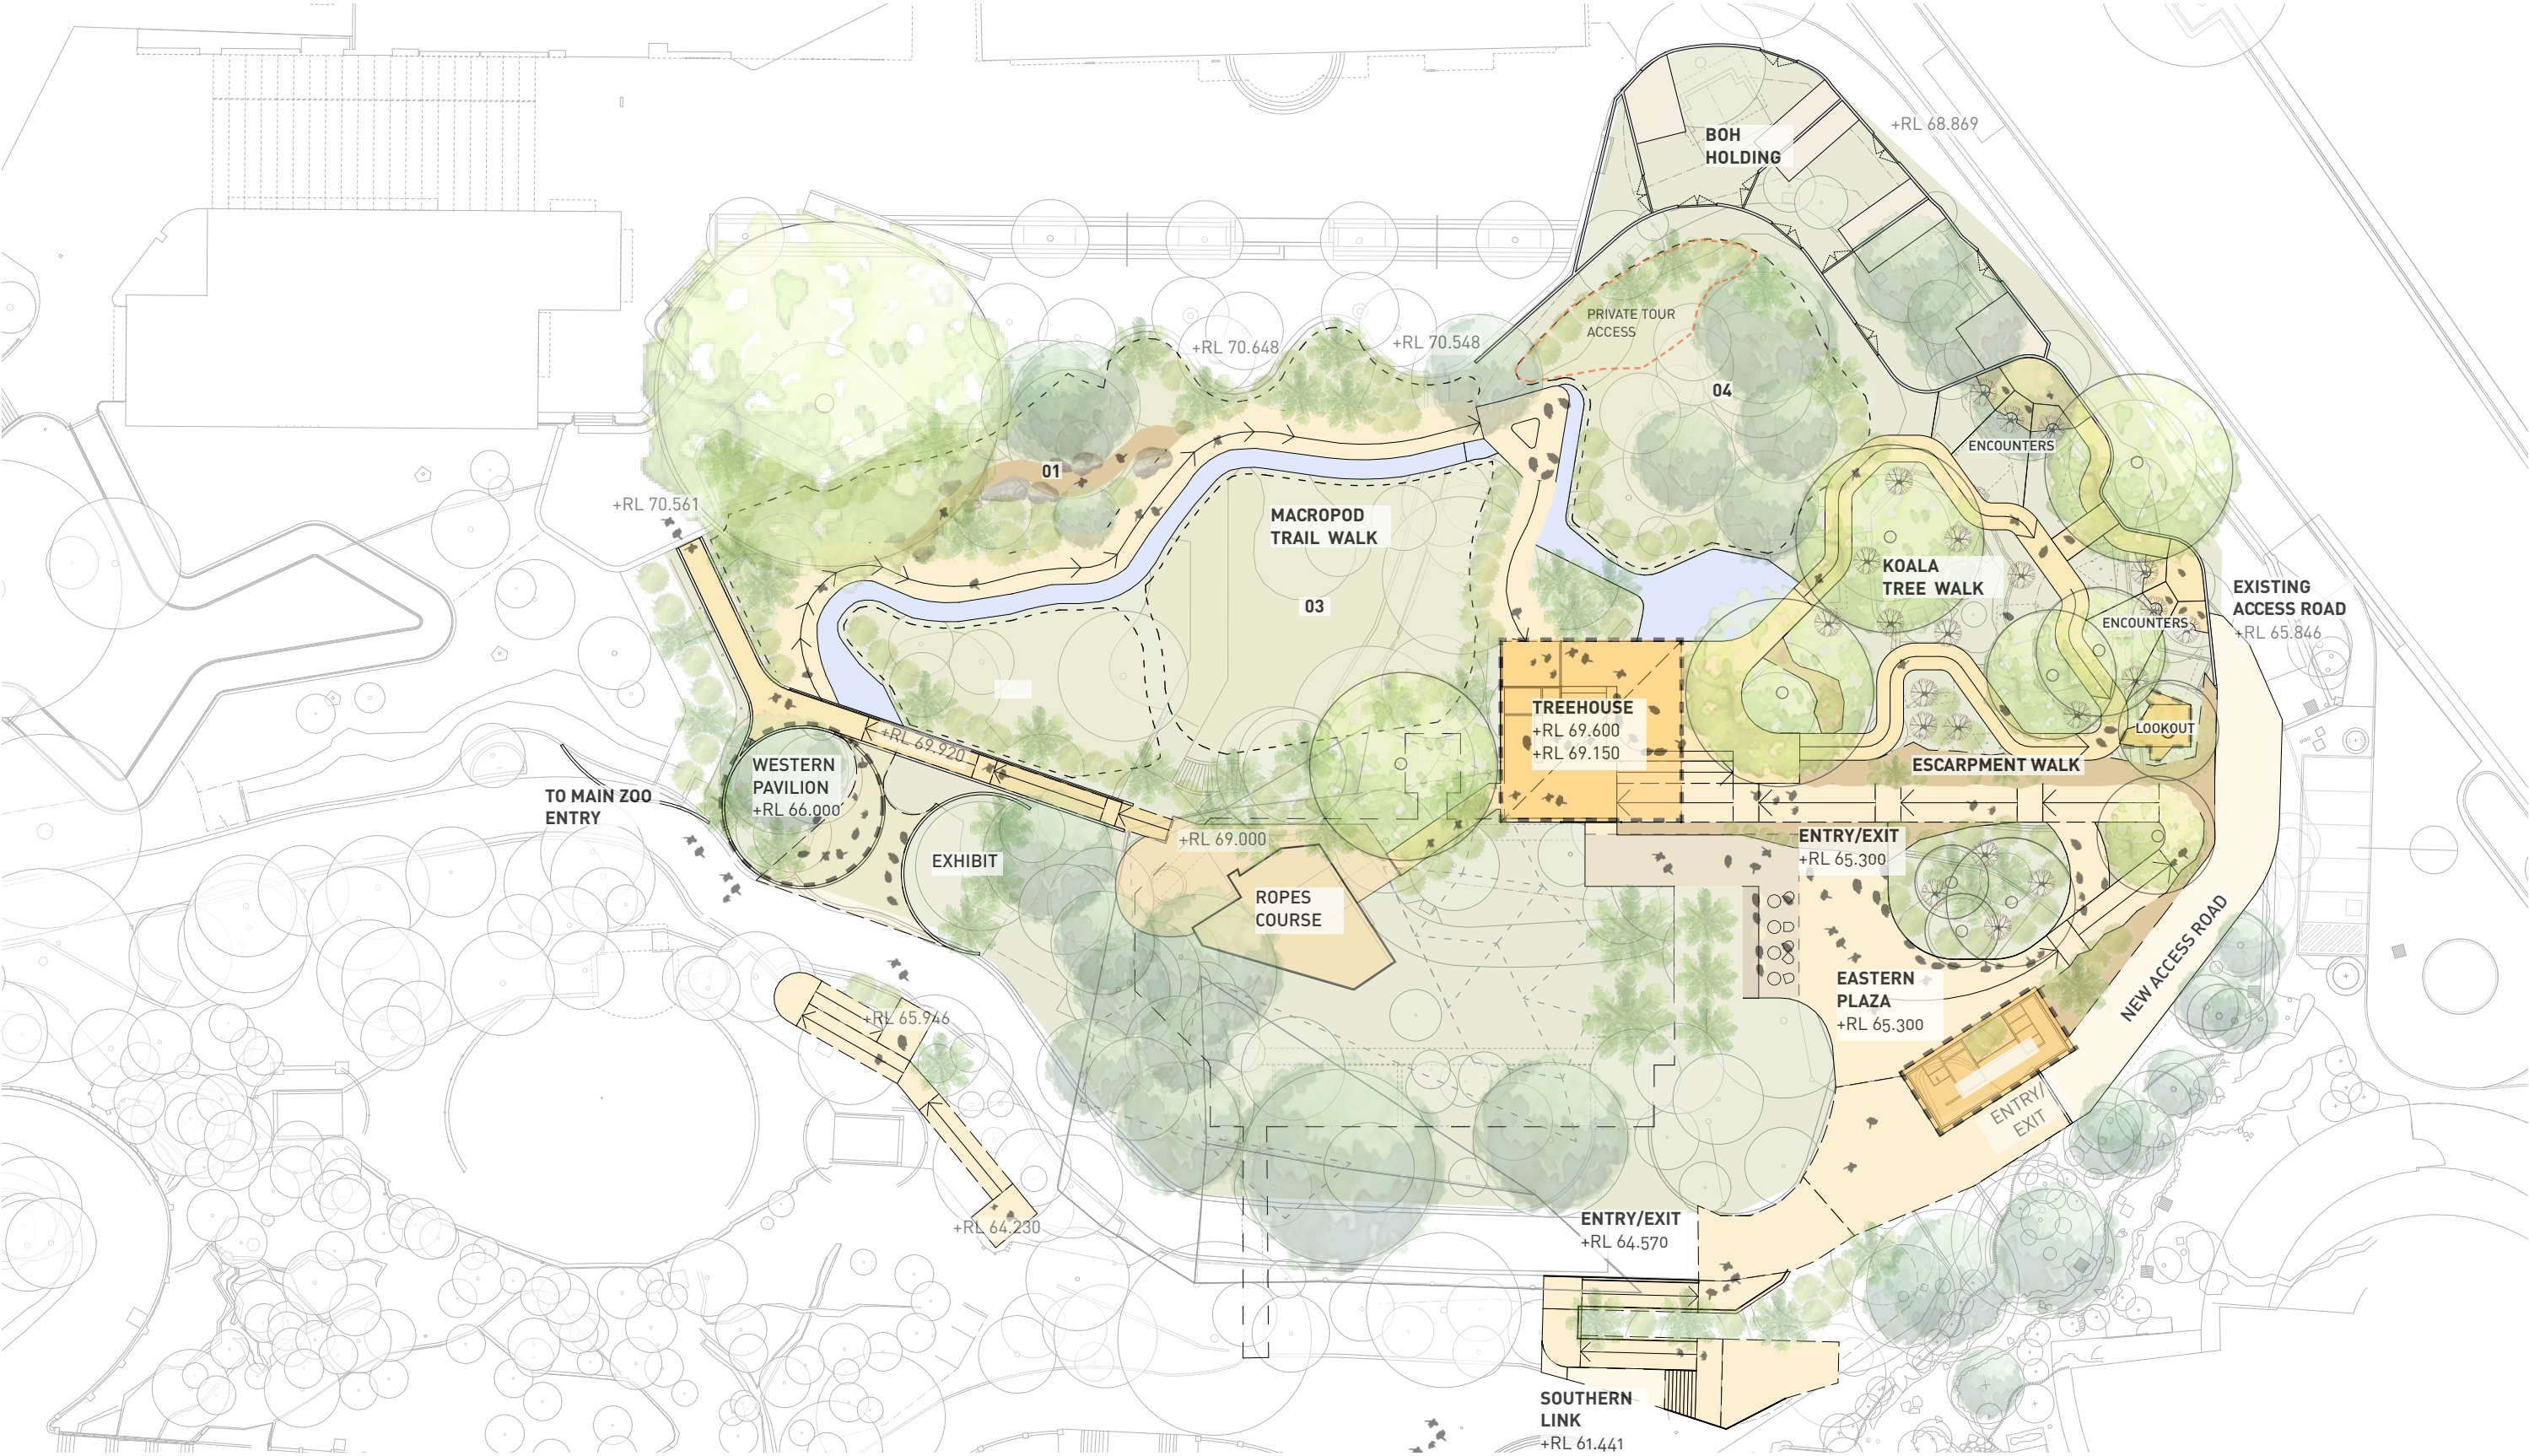 BOH
HOLDING
+RL 68.869
PRIVATE TOUR
ACCESS
+RL 70.648
+RL 70.548
04
ENCOUNTERS
01
+RL 70.561
MACROPOD
TRAIL WALK
KOALA
TREE WALK
EXISTING
ACCESS ROAD
+RL 65.846
03
ENCOUNTERS
TREEHOUSE
+RL 69.600
+RL 69.150
LOOKOUT
+RL 69.920
WESTERN
PAVILION
+RL 66.000
ESCARPMENT WALK
TO MAIN ZOO
ENTRY
+RL 69.000
ENTRY/EXIT
+RL 65.300
EXHIBIT
ROPES
COURSE
EASTERN
PLAZA
+RL 65.300
NEW ACCESS ROAD
+RL 65.946
ENTRY/
EXIT
+RL 64.230
ENTRY/EXIT
+RL 64.570
SOUTHERN
LINK
+RL 61.441